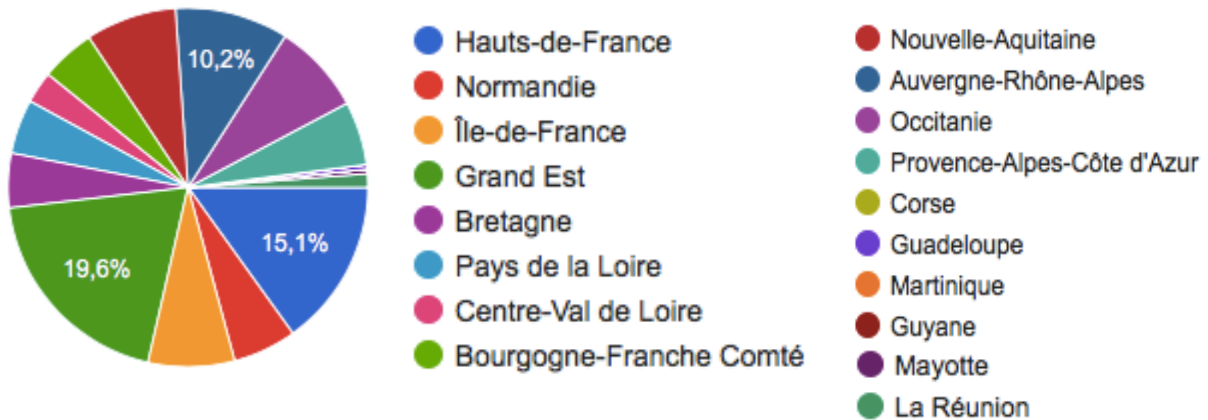 10,2%
15,1%
19,6%
Hauts-de-France
Normandie
Île-de-France
Grand Est
Bretagne
Pays de la Loire
Centre-Val de Loire
Bourgogne-Franche Comté
Nouvelle-Aquitaine
Auvergne-Rhône-Alpes
Occitanie
Provence-Alpes-Côte d'Azur
Corse
Guadeloupe
Martinique
Guyane
Mayotte
La Réunion